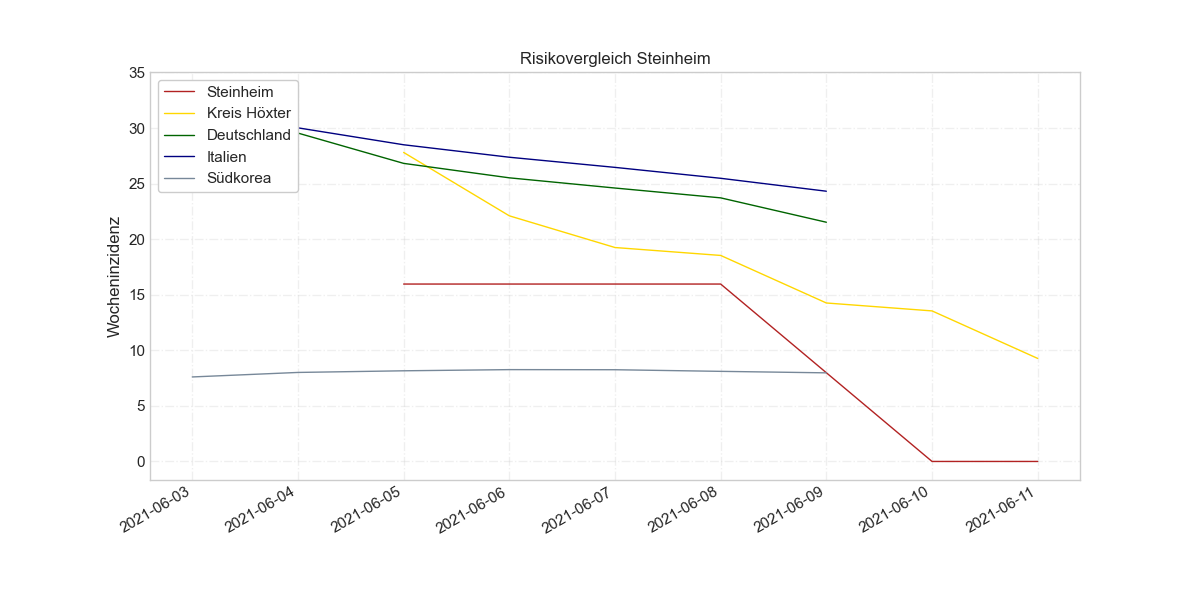 Risikovergleich Steinheim
Wocheninzidenz
35
30
25
20
15
10
5
0
Steinheim
Kreis Höxter
Deutschland
Italien
Südkorea
2021-06-03
2021-06-04
2021-06-05
2021-06-06
2021-06-07
2021-06-08
2021-06-09
2021-06-10
2021-06-11